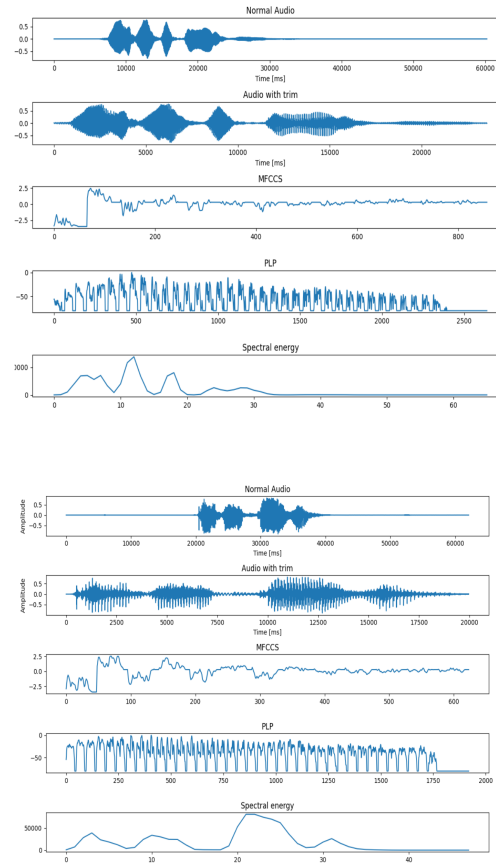 Normal Audio
0.5
0.0
−0.5
0 10000 20000 30000 40000 50000 60000
Time [ms]
Audio with trim
0.5
0.0
−0.5
0 5000 10000 15000 20000
Time [ms]
MFCCS
2.5
0.0
−2.5
0 200 400 600 800
PLP
0
−50
0 500 1000 1500 2000 2500
Spectral energy
1000
0
0 10 20 30 40 50 60
Normal Audio
Amplitude
0.5
0.0
−0.5
0 10000 20000 30000 40000 50000 60000
Time [ms]
Audio with trim
Amplitude
0.5
0.0
−0.5
0 2500 5000 7500 10000 12500 15000 17500 20000
Time [ms]
MFCCS
2.5
0.0
−2.5
0 100 200 300 400 500 600
PLP
0
−50
0 250 500 750 1000 1250 1500 1750 2000
Spectral energy
50000
0
0 10 20 30 40